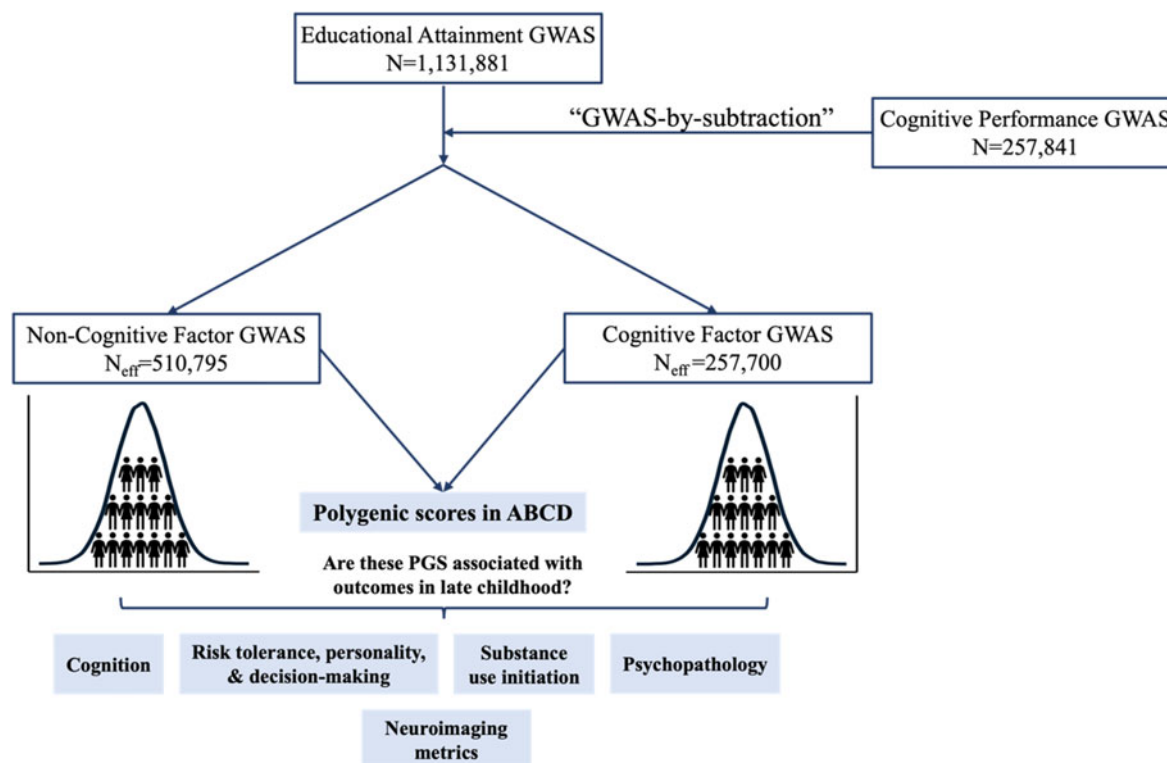 Educational Attainment GWAS
N=1,131,881
“GWAS-by-subtraction”
Cognitive Performance GWAS
N=257,841
Non-Cognitive Factor GWAS
Neff=510,795
Cognitive Factor GWAS
Neff=257,700
Polygenic scores in ABCD
Are these PGS associated with
outcomes in late childhood?
Cognition
Risk tolerance, personality,
& decision-making
Substance
use initiation
Psychopathology
Neuroimaging
metrics